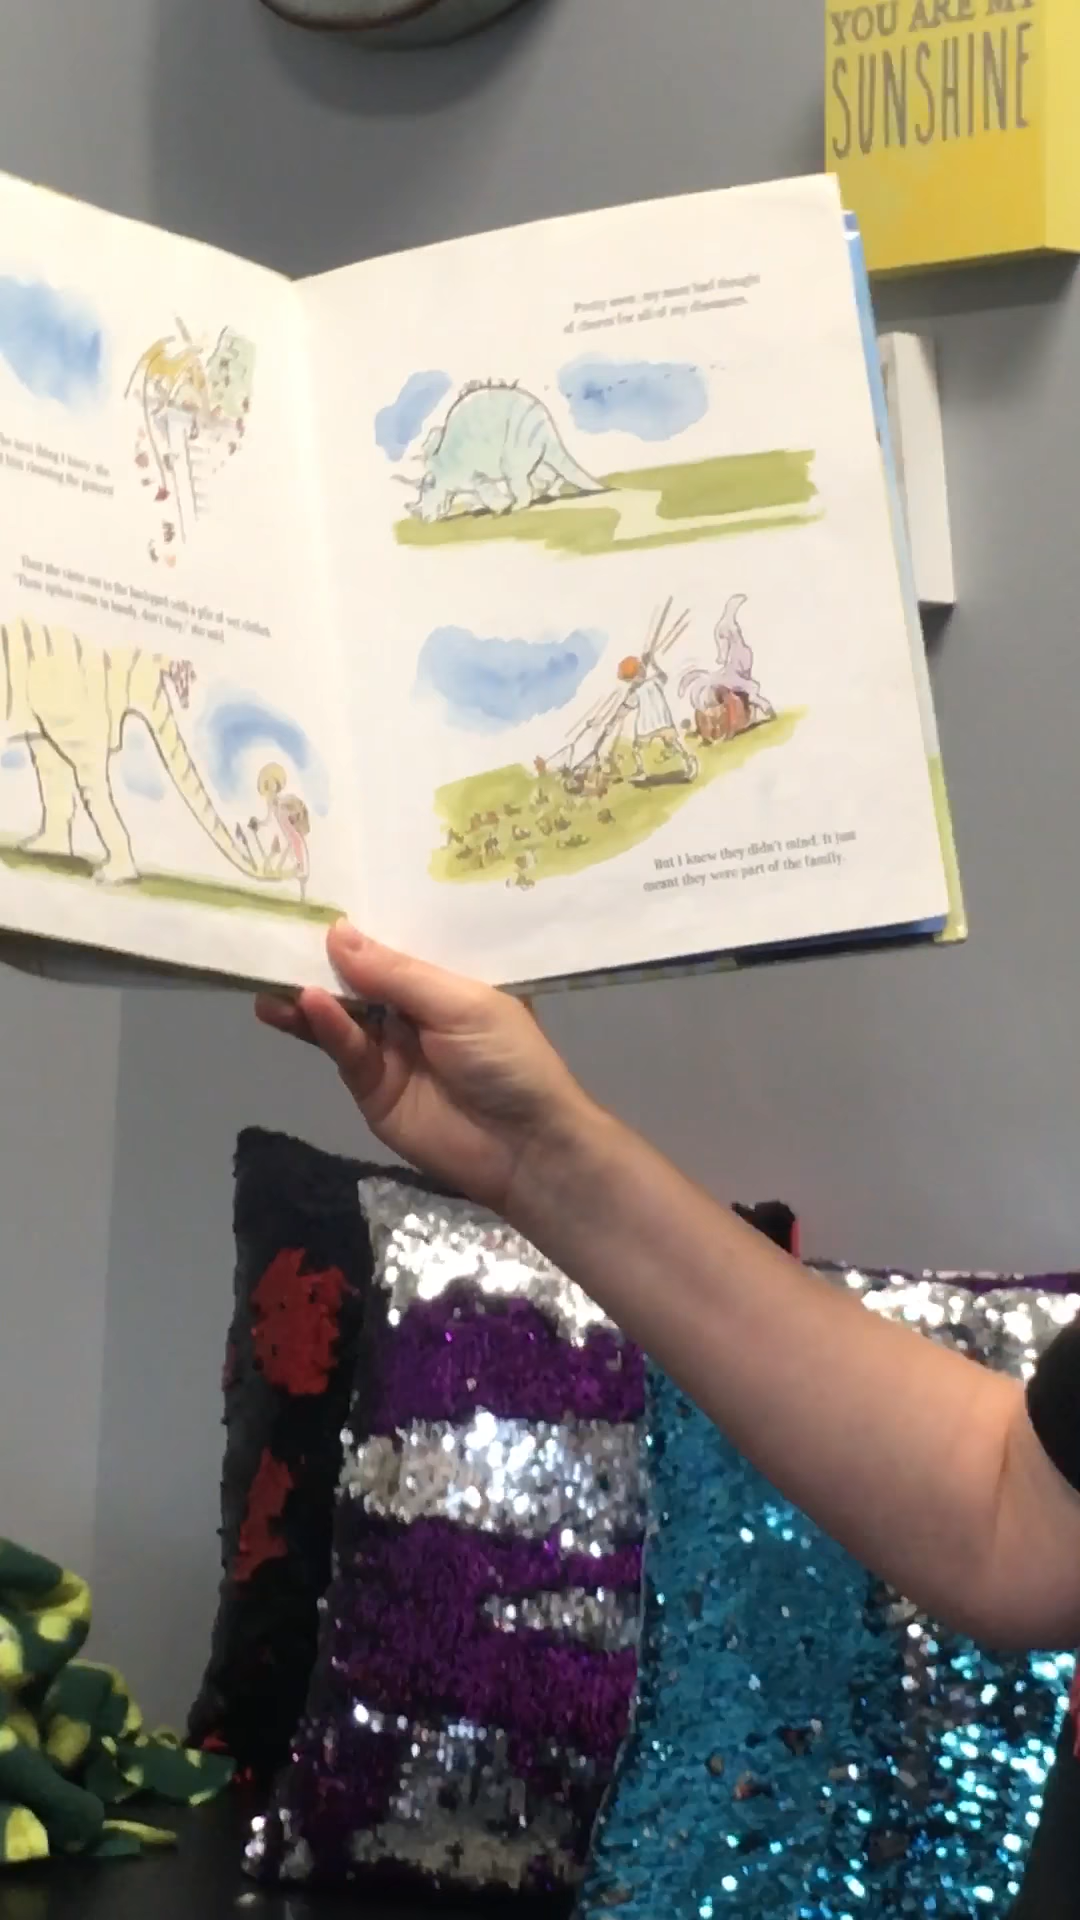 YOU ARE MY
SUNSHINE
The next thing I knew, she
him cleaning the gutters
Then she came out to the backyard with a pile of wet clothes.
"Those spikes come in handy, don't they," she said.
Pretty soon, my mom had thought
of chores for all of my dinosaurs.
But I knew they didn't mind. It just
meant they were part of the family.